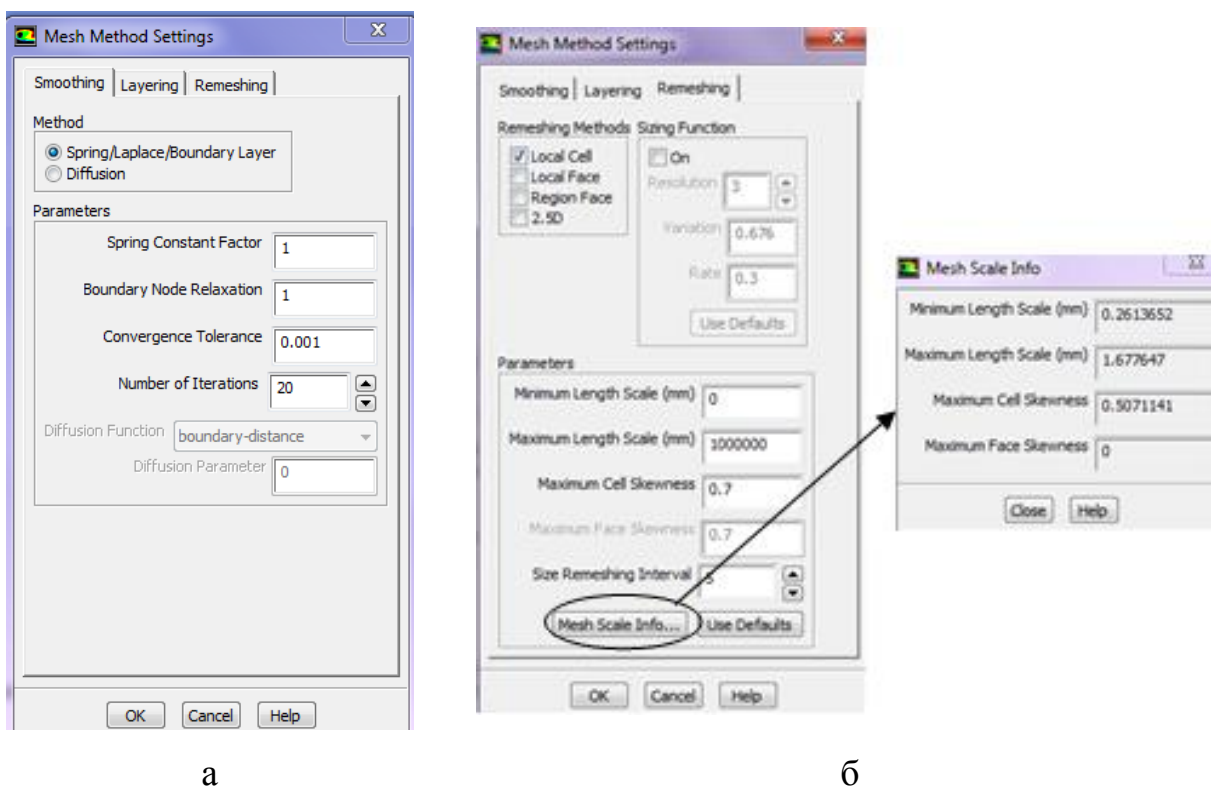 Mesh Method Settings
Smoothing Layering Remeshing
Method
Spring/Laplace/Boundary Layer
Diffusion
Parameters
Spring Constant Factor 1
Boundary Node Relaxation 1
Convergence Tolerance 0.001
Number of Iterations 20
Diffusion Function boundary-distance
Diffusion Parameter 0
OK Cancel Help
а
Mesh Method Settings
Smoothing Layering Remeshing
Remeshing Methods Sizing Function
Local Cell
Local Face
Region Face
2.5D
On
Resolution 3
Variation 0.676
Rate 0.3
Use Defaults
Parameters
Minimum Length Scale (mm) 0
Maximum Length Scale (mm) 1000000
Maximum Cell Skewness 0.7
Maximum Face Skewness 0.7
Size Remeshing Interval 5
Mesh Scale Info... Use Defaults
OK Cancel Help
Mesh Scale Info
Minimum Length Scale (mm) 0.2613652
Maximum Length Scale (mm) 1.677647
Maximum Cell Skewness 0.5071141
Maximum Face Skewness 0
Close Help
б